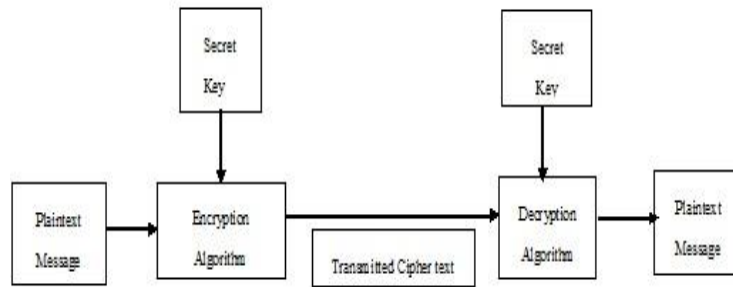 Secret
Key
Secret
Key
Plaintext
Message
Encryption
Algorithm
Transmitted Cipher text
Decryption
Algorithm
Plaintext
Message